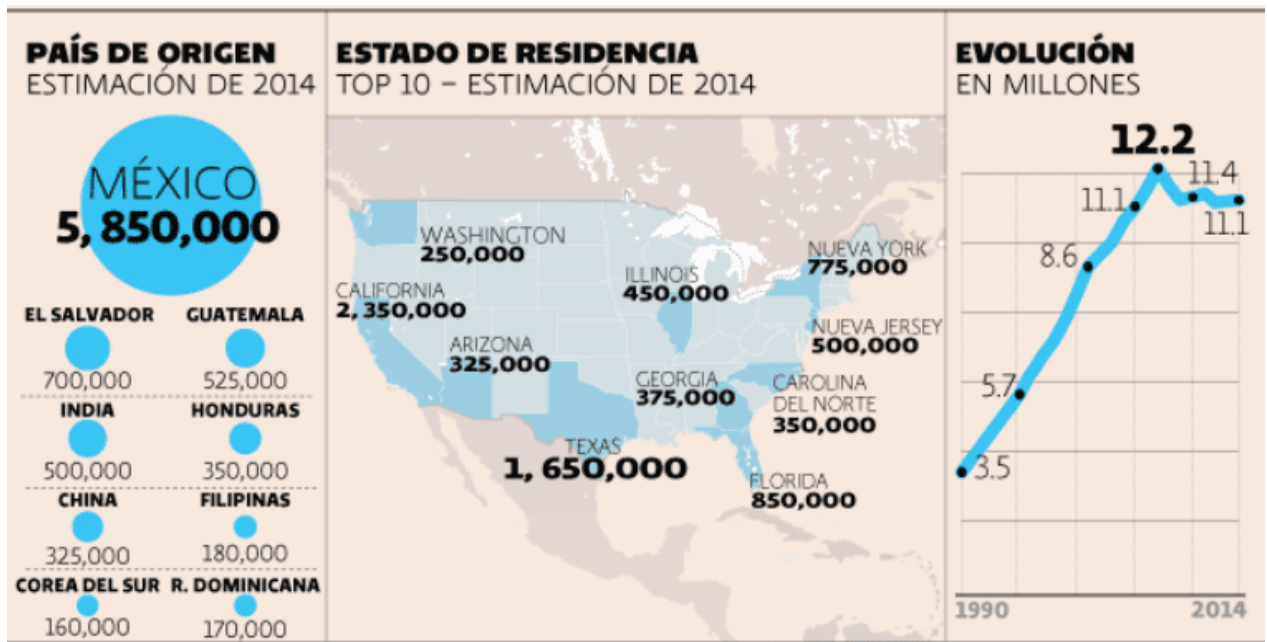 PAÍS DE ORIGEN
ESTIMACIÓN DE 2014
MÉXICO
5,850,000
EL SALVADOR
700,000
GUATEMALA
525,000
INDIA
500,000
HONDURAS
350,000
CHINA
325,000
FILIPINAS
180,000
COREA DEL SUR
160,000
R. DOMINICANA
170,000
ESTADO DE RESIDENCIA
TOP 10 – ESTIMACIÓN DE 2014
WASHINGTON
250,000
CALIFORNIA
2,350,000
ARIZONA
325,000
TEXAS
1,650,000
ILLINOIS
450,000
GEORGIA
375,000
NUEVA YORK
775,000
NUEVA JERSEY
500,000
CAROLINA
DEL NORTE
350,000
FLORIDA
850,000
EVOLUCIÓN
EN MILLONES
12.2
11.4
11.1
11.1
8.6
5.7
3.5
1990
2014